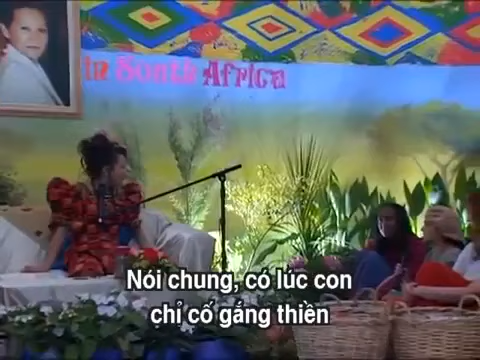 in South Africa
Nói chung, có lúc con
chỉ cố gắng thiền